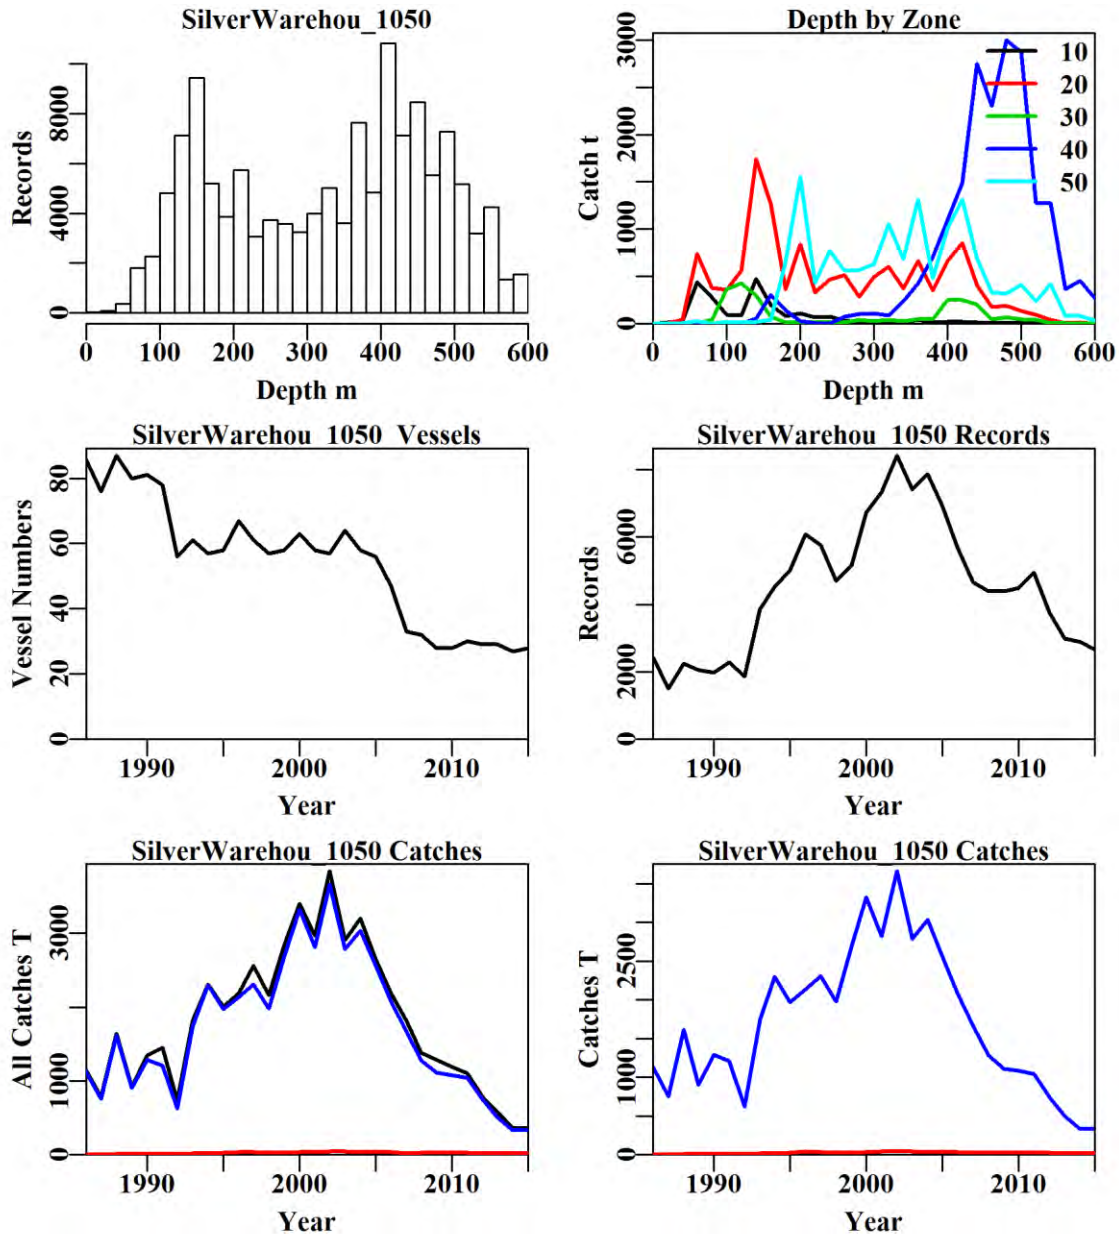 SilverWarehou_1050
Records
0 4000 8000
0 100 200 300 400 500 600
Depth m
Depth by Zone
Catch t
0 1000 2000 3000
10
20
30
40
50
0 100 200 300 400 500 600
Depth m
SilverWarehou_1050_Vessels
Vessel Numbers
0 20 40 60 80
1990 2000 2010
Year
SilverWarehou_1050 Records
Records
0 2000 6000
1990 2000 2010
Year
SilverWarehou_1050 Catches
All Catches T
0 1000 3000
1990 2000 2010
Year
SilverWarehou_1050 Catches
Catches T
0 1000 2500
1990 2000 2010
Year